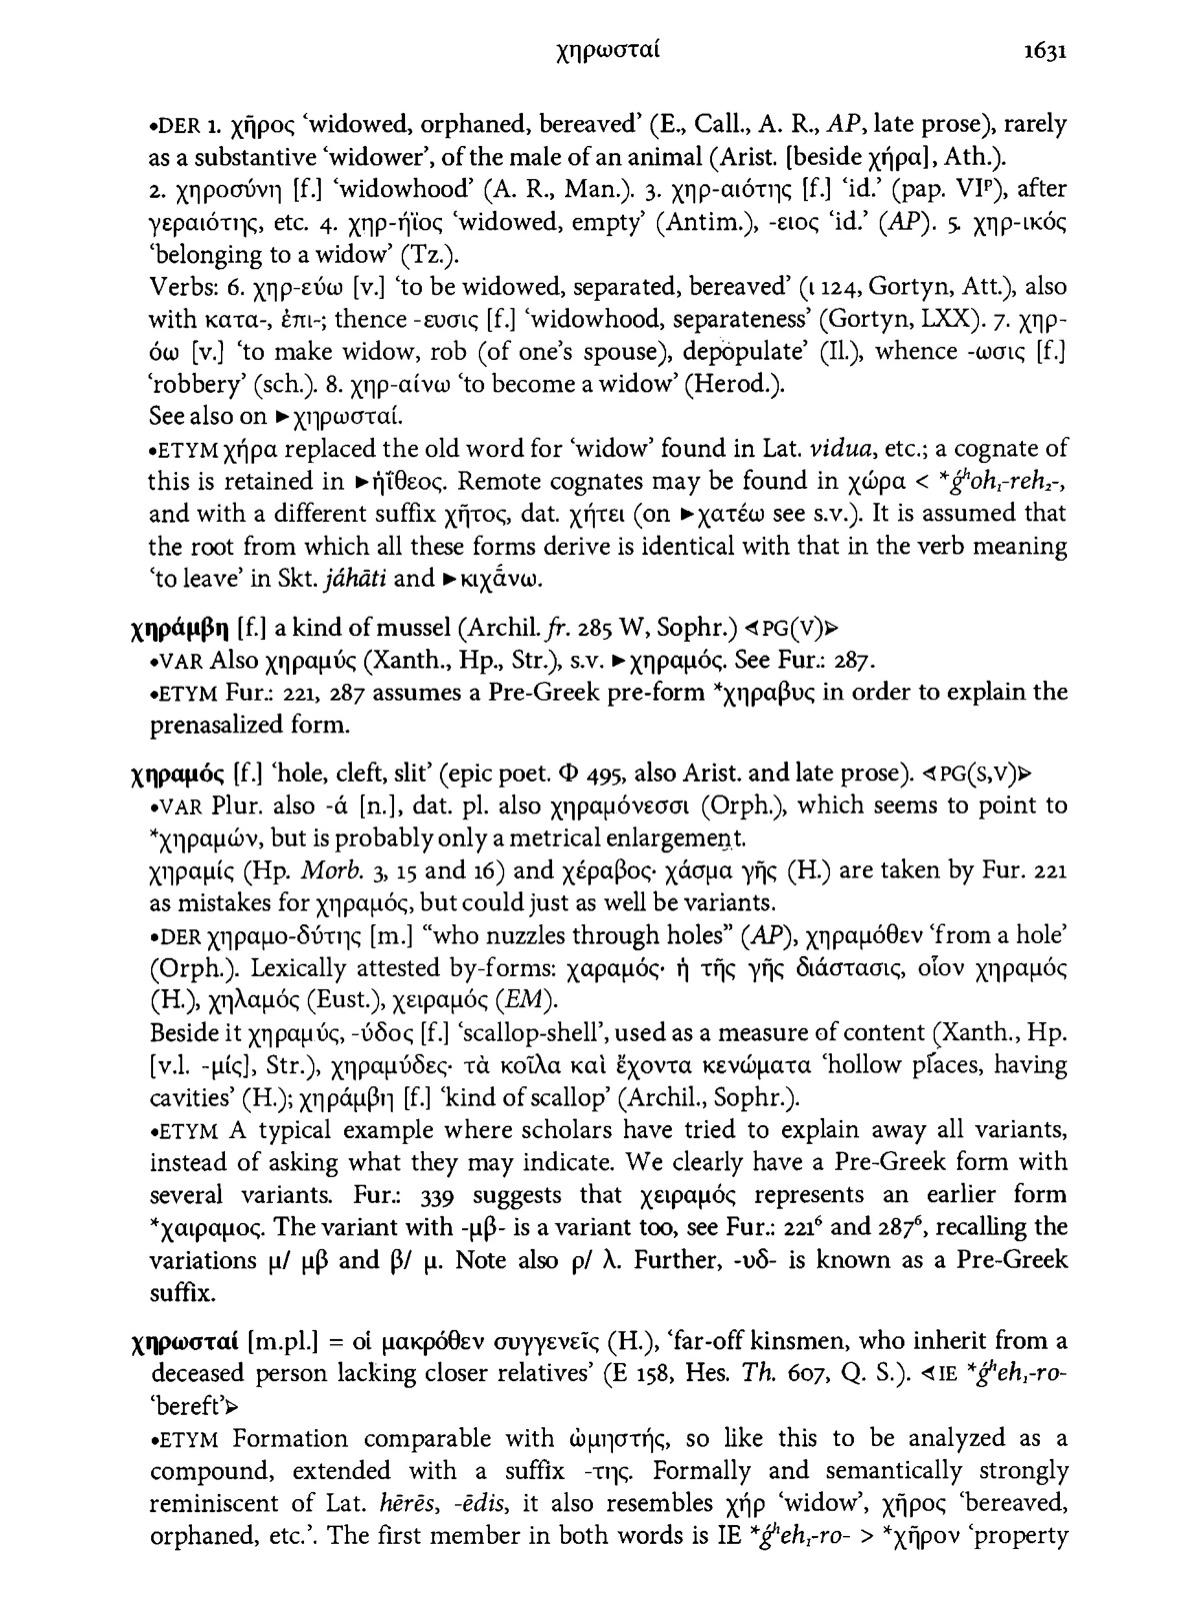 χηρωσταί 1631
•DER 1. χῆρος ‘widowed, orphaned, bereaved’ (E., Call., A. R., AP, late prose), rarely
as a substantive ‘widower’, of the male of an animal (Arist. [beside χήρα], Ath.).
2. χηροσύνη [f.] ‘widowhood’ (A. R., Man.). 3. χηρ-αιότης [f.] ‘id.’ (pap. VIᵖ), after
γεραιότης, etc. 4. χηρ-ήϊος ‘widowed, empty’ (Antim.), -ειος ‘id.’ (AP). 5. χηρ-ικός
‘belonging to a widow’ (Tz.).
Verbs: 6. χηρ-εύω [v.] ‘to be widowed, separated, bereaved’ (ι 124, Gortyn, Att.), also
with κατα-, ἐπι-; thence -ευσις [f.] ‘widowhood, separateness’ (Gortyn, LXX). 7. χηρ-
όω [v.] ‘to make widow, rob (of one’s spouse), depopulate’ (Il.), whence -ωσις [f.]
‘robbery’ (sch.). 8. χηρ-αίνω ‘to become a widow’ (Herod.).
See also on ►χηρωσταί.
•ETYM χήρα replaced the old word for ‘widow’ found in Lat. vidua, etc.; a cognate of
this is retained in ►ἠΐθεος. Remote cognates may be found in χώρα < *ǵʰoh₁-reh₂-,
and with a different suffix χῆτος, dat. χήτει (on ►χατέω see s.v.). It is assumed that
the root from which all these forms derive is identical with that in the verb meaning
‘to leave’ in Skt. jáhāti and ►κιχᾱ́νω.
χηράμβη [f.] a kind of mussel (Archil. fr. 285 W, Sophr.) ⊲PG(V)⊳
•VAR Also χηραμύς (Xanth., Hp., Str.), s.v. ►χηραμός. See Fur.: 287.
•ETYM Fur.: 221, 287 assumes a Pre-Greek pre-form *χηραβυς in order to explain the
prenasalized form.
χηραμός [f.] ‘hole, cleft, slit’ (epic poet. Φ 495, also Arist. and late prose). ⊲PG(S,V)⊳
•VAR Plur. also -ά [n.], dat. pl. also χηραμόνεσσι (Orph.), which seems to point to
*χηραμών, but is probably only a metrical enlargement.
χηραμίς (Hp. Morb. 3, 15 and 16) and χέραβος· χάσμα γῆς (H.) are taken by Fur. 221
as mistakes for χηραμός, but could just as well be variants.
•DER χηραμο-δύτης [m.] “who nuzzles through holes” (AP), χηραμόθεν ‘from a hole’
(Orph.). Lexically attested by-forms: χαραμός· ἡ τῆς γῆς διάστασις, οἷον χηραμός
(H.), χηλαμός (Eust.), χειραμός (EM).
Beside it χηραμύς, -ύδος [f.] ‘scallop-shell’, used as a measure of content (Xanth., Hp.
[v.l. -μίς], Str.), χηραμύδες· τὰ κοῖλα καὶ ἔχοντα κενώματα ‘hollow places, having
cavities’ (H.); χηράμβη [f.] ‘kind of scallop’ (Archil., Sophr.).
•ETYM A typical example where scholars have tried to explain away all variants,
instead of asking what they may indicate. We clearly have a Pre-Greek form with
several variants. Fur.: 339 suggests that χειραμός represents an earlier form
*χαιραμος. The variant with -μβ- is a variant too, see Fur.: 221⁶ and 287⁶, recalling the
variations μ/ μβ and β/ μ. Note also ρ/ λ. Further, -υδ- is known as a Pre-Greek
suffix.
χηρωσταί [m.pl.] = οἱ μακρόθεν συγγενεῖς (H.), ‘far-off kinsmen, who inherit from a
deceased person lacking closer relatives’ (E 158, Hes. Th. 607, Q. S.). ⊲IE *ǵʰeh₁-ro-
‘bereft’⊳
•ETYM Formation comparable with ὠμηστής, so like this to be analyzed as a
compound, extended with a suffix -της. Formally and semantically strongly
reminiscent of Lat. hērēs, -ēdis, it also resembles χήρ ‘widow’, χῆρος ‘bereaved,
orphaned, etc.’. The first member in both words is IE *ǵʰeh₁-ro- > *χῆρον ‘property